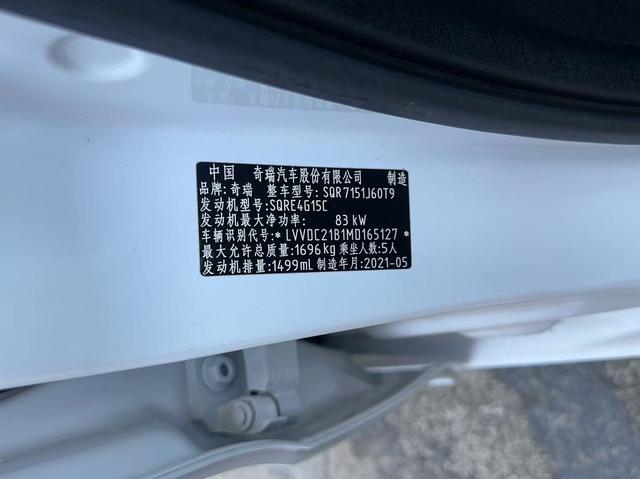 中国 奇瑞汽车股份有限公司 制造
品牌:奇瑞 整车型号:SQR7151J60T9
发动机型号:SQRE4G15C
发动机最大净功率: 83 kW
车辆识别代号:*LVVDC21B1MD165127*
最大允许总质量:1696kg 乘坐人数:5人
发动机排量:1499mL 制造年月:2021-05